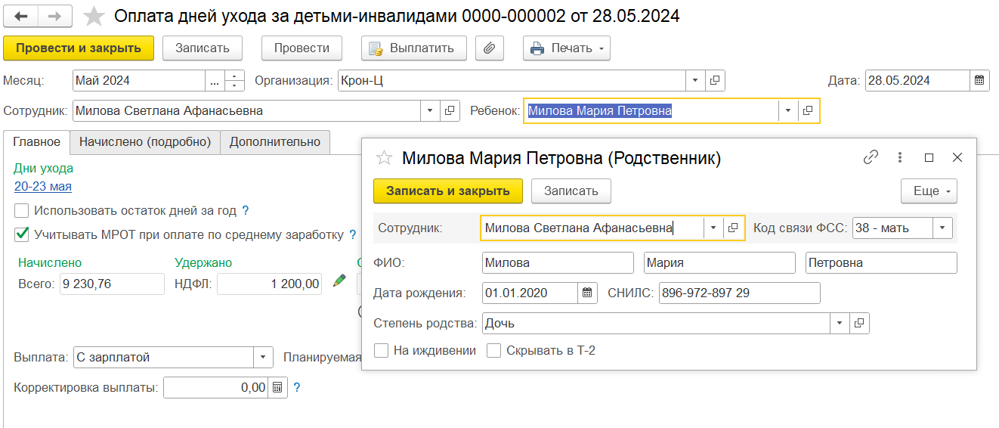 Оплата дней ухода за детьми-инвалидами 0000-000002 от 28.05.2024
Провести и закрыть Записать Провести Выплатить Печать
Месяц: Май 2024 ... Организация: Крон-Ц Дата: 28.05.2024
Сотрудник: Милова Светлана Афанасьевна Ребенок: Милова Мария Петровна
Главное Начислено (подробно) Дополнительно
Дни ухода
20-23 мая
Использовать остаток дней за год ?
Учитывать МРОТ при оплате по среднему заработку ?
Начислено Удержано
Всего: 9 230,76 НДФЛ: 1 200,00
Выплата: С зарплатой Планируемая
Корректировка выплаты: 0,00 ?
Милова Мария Петровна (Родственник)
Записать и закрыть Записать Еще
Сотрудник: Милова Светлана Афанасьевна Код связи ФСС: 38 - мать
ФИО: Милова Мария Петровна
Дата рождения: 01.01.2020 СНИЛС: 896-972-897 29
Степень родства: Дочь
На иждивении Скрывать в Т-2